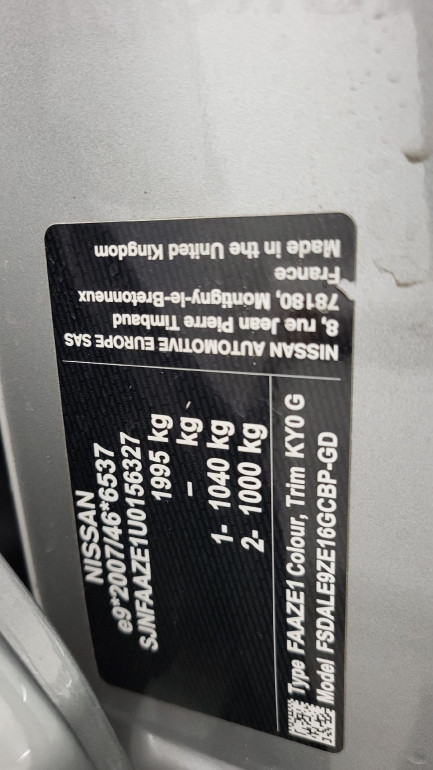 NISSAN
e9*2007/46*6537
SJNFAAZE1U0156327
1995 kg
– kg
1- 1040 kg
2- 1000 kg
Type FAAZE1 Colour, Trim KY0 G
Model FSDALE9ZE16GCBP-GD
NISSAN AUTOMOTIVE EUROPE SAS
8, rue Jean Pierre Timbaud
78180, Montigny-le-Bretonneux
France
Made in the United Kingdom